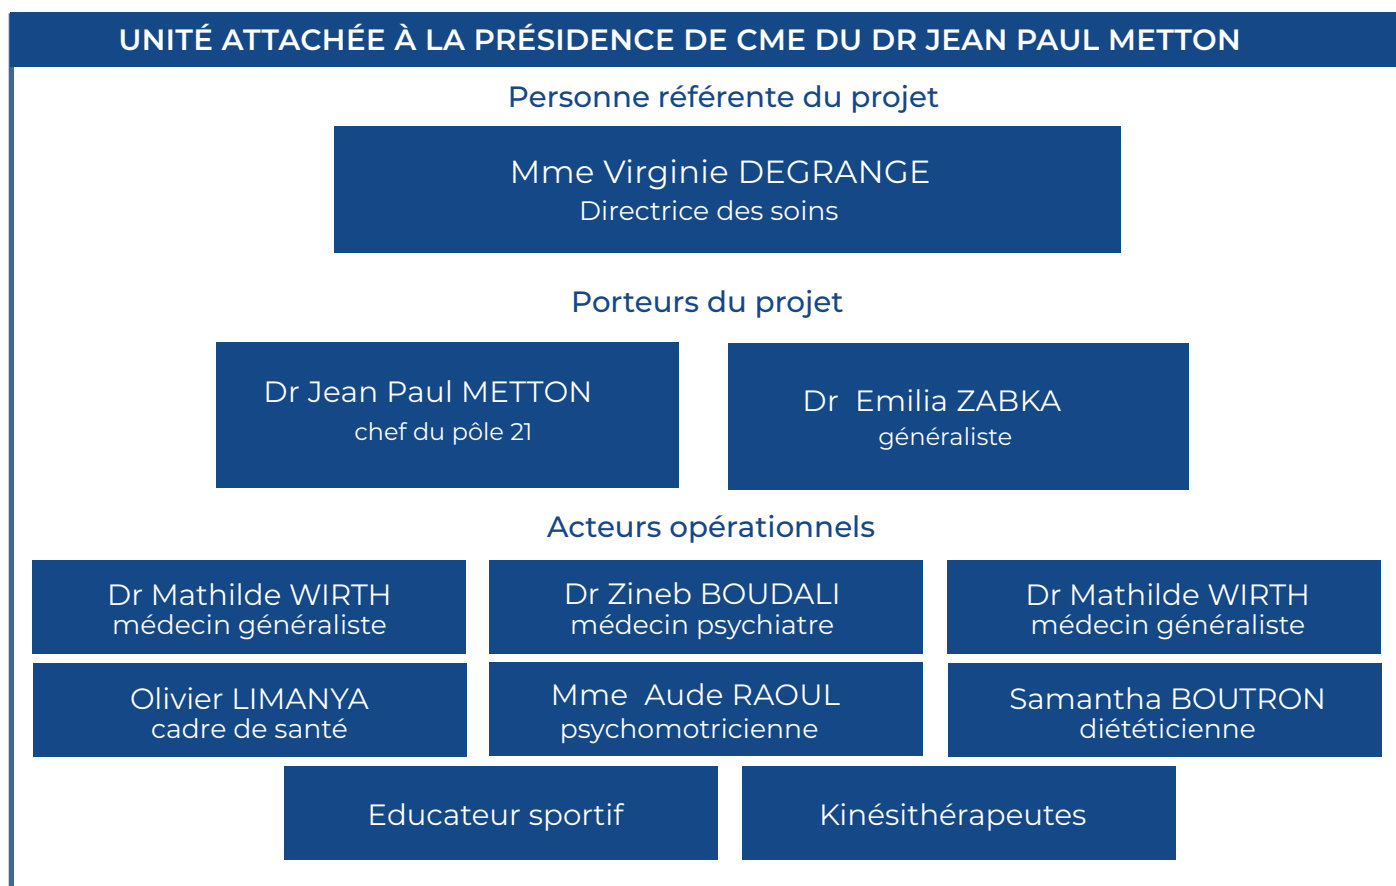 UNITÉ ATTACHÉE À LA PRÉSIDENCE DE CME DU DR JEAN PAUL METTON
Personne référente du projet
Mme Virginie DEGRANGE
Directrice des soins
Porteurs du projet
Dr Jean Paul METTON
chef du pôle 21
Dr Emilia ZABKA
généraliste
Acteurs opérationnels
Dr Mathilde WIRTH
médecin généraliste
Dr Zineb BOUDALI
médecin psychiatre
Dr Mathilde WIRTH
médecin généraliste
Olivier LIMANYA
cadre de santé
Mme Aude RAOUL
psychomotricienne
Samantha BOUTRON
diététicienne
Educateur sportif
Kinésithérapeutes